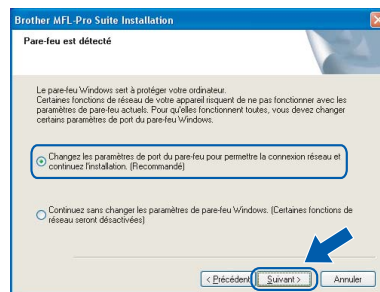 Brother MFL-Pro Suite Installation
Pare-feu est détecté
Le pare-feu Windows sert à protéger votre ordinateur.
Certaines fonctions de réseau de votre appareil risquent de ne pas fonctionner avec les
paramètres de pare-feu actuels. Pour qu'elles fonctionnent toutes, vous devez changer
certains paramètres de port du pare-feu Windows.
Changez les paramètres de port du pare-feu pour permettre la connexion réseau et
continuez l'installation. (Recommandé)
Continuez sans changer les paramètres de pare-feu Windows. (Certaines fonctions de
réseau seront désactivées)
< Précédent
Suivant >
Annuler